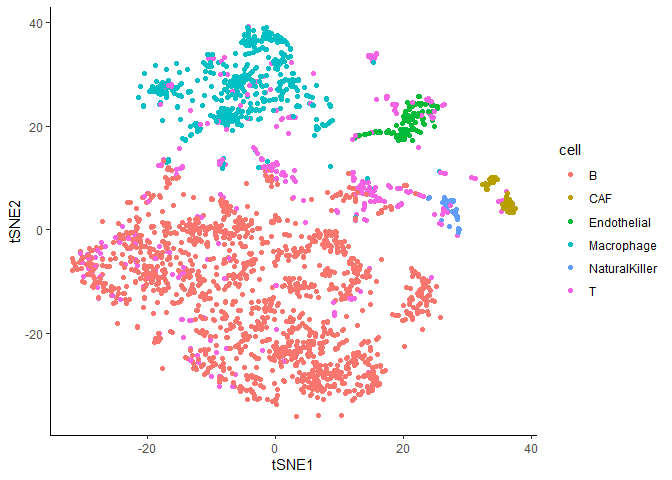 40
20
0
-20
tSNE2
-20
0
20
40
tSNE1
cell
B
CAF
Endothelial
Macrophage
NaturalKiller
T